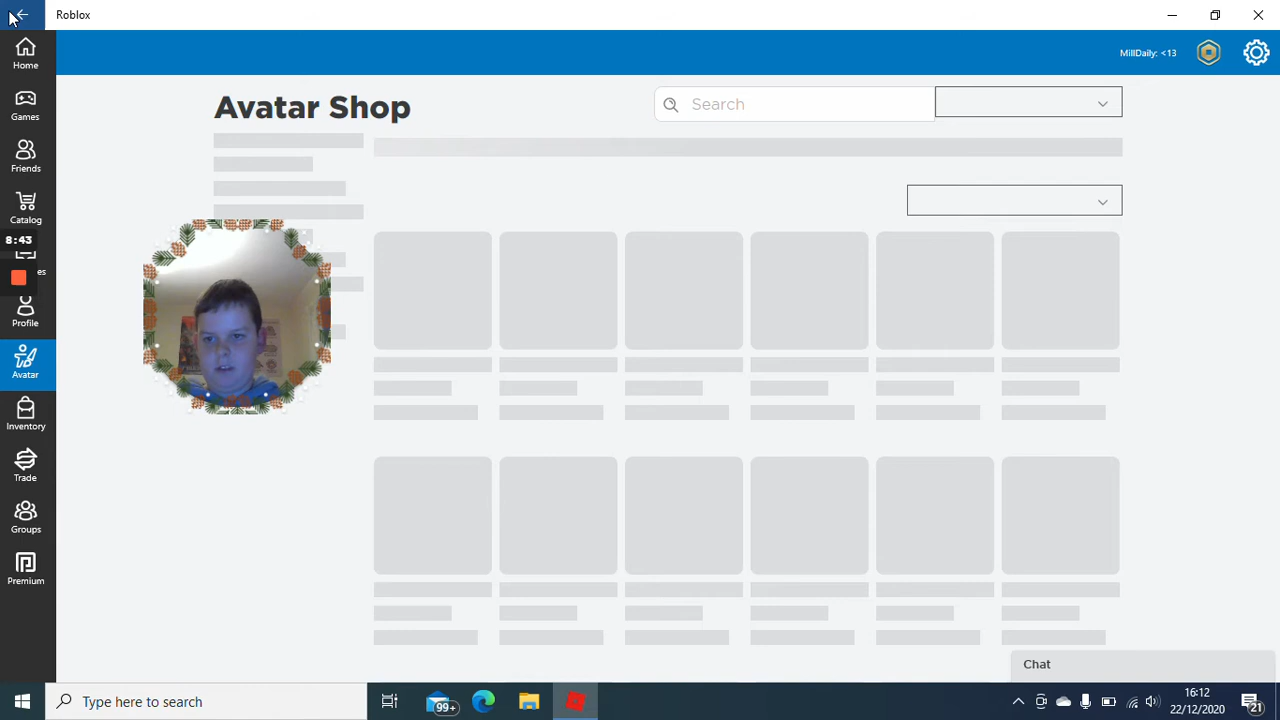 Roblox
MillDaily: <13
Home
Games
Friends
Catalog
8:43
es
Profile
Avatar
Inventory
Trade
Groups
Premium
Avatar Shop
Search
Chat
Type here to search
99+
16:12
22/12/2020
21